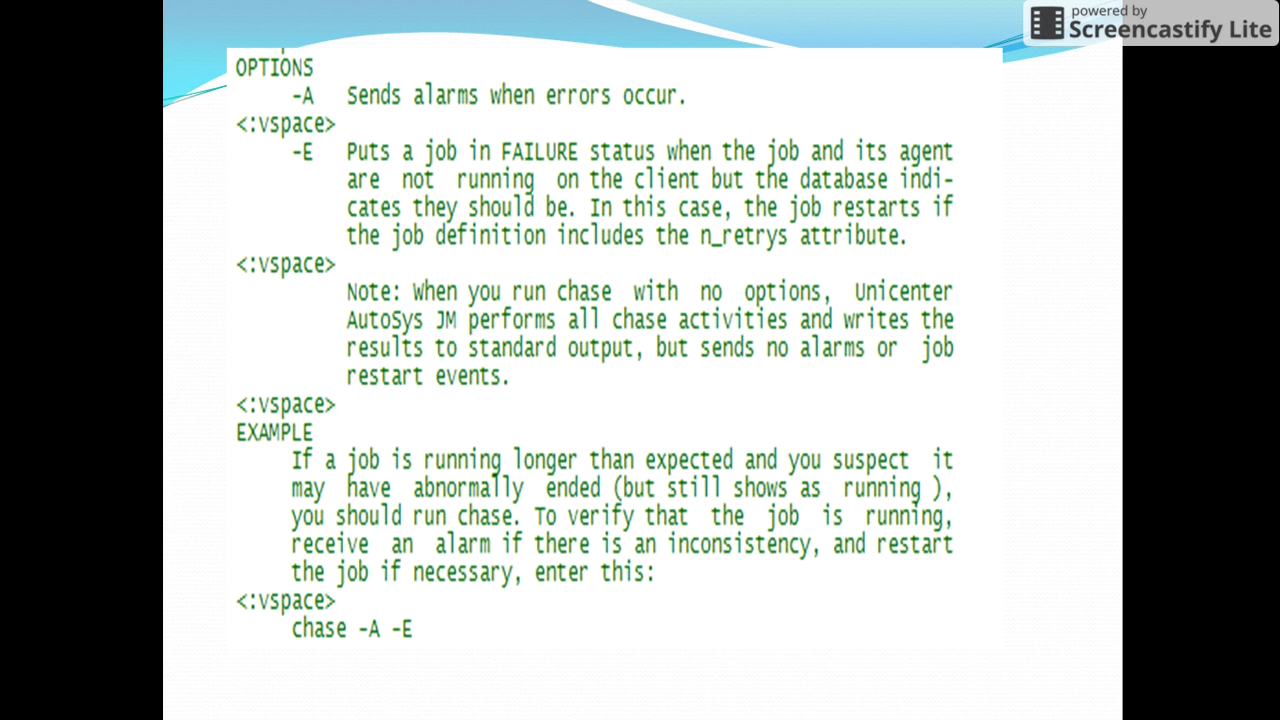 powered by
Screencastify Lite
OPTIONS
-A Sends alarms when errors occur.
<:vspace>
-E Puts a job in FAILURE status when the job and its agent
are not running on the client but the database indi-
cates they should be. In this case, the job restarts if
the job definition includes the n_retrys attribute.
<:vspace>
Note: When you run chase with no options, Unicenter
AutoSys JM performs all chase activities and writes the
results to standard output, but sends no alarms or job
restart events.
<:vspace>
EXAMPLE
If a job is running longer than expected and you suspect it
may have abnormally ended (but still shows as running ),
you should run chase. To verify that the job is running,
receive an alarm if there is an inconsistency, and restart
the job if necessary, enter this:
<:vspace>
chase -A -E